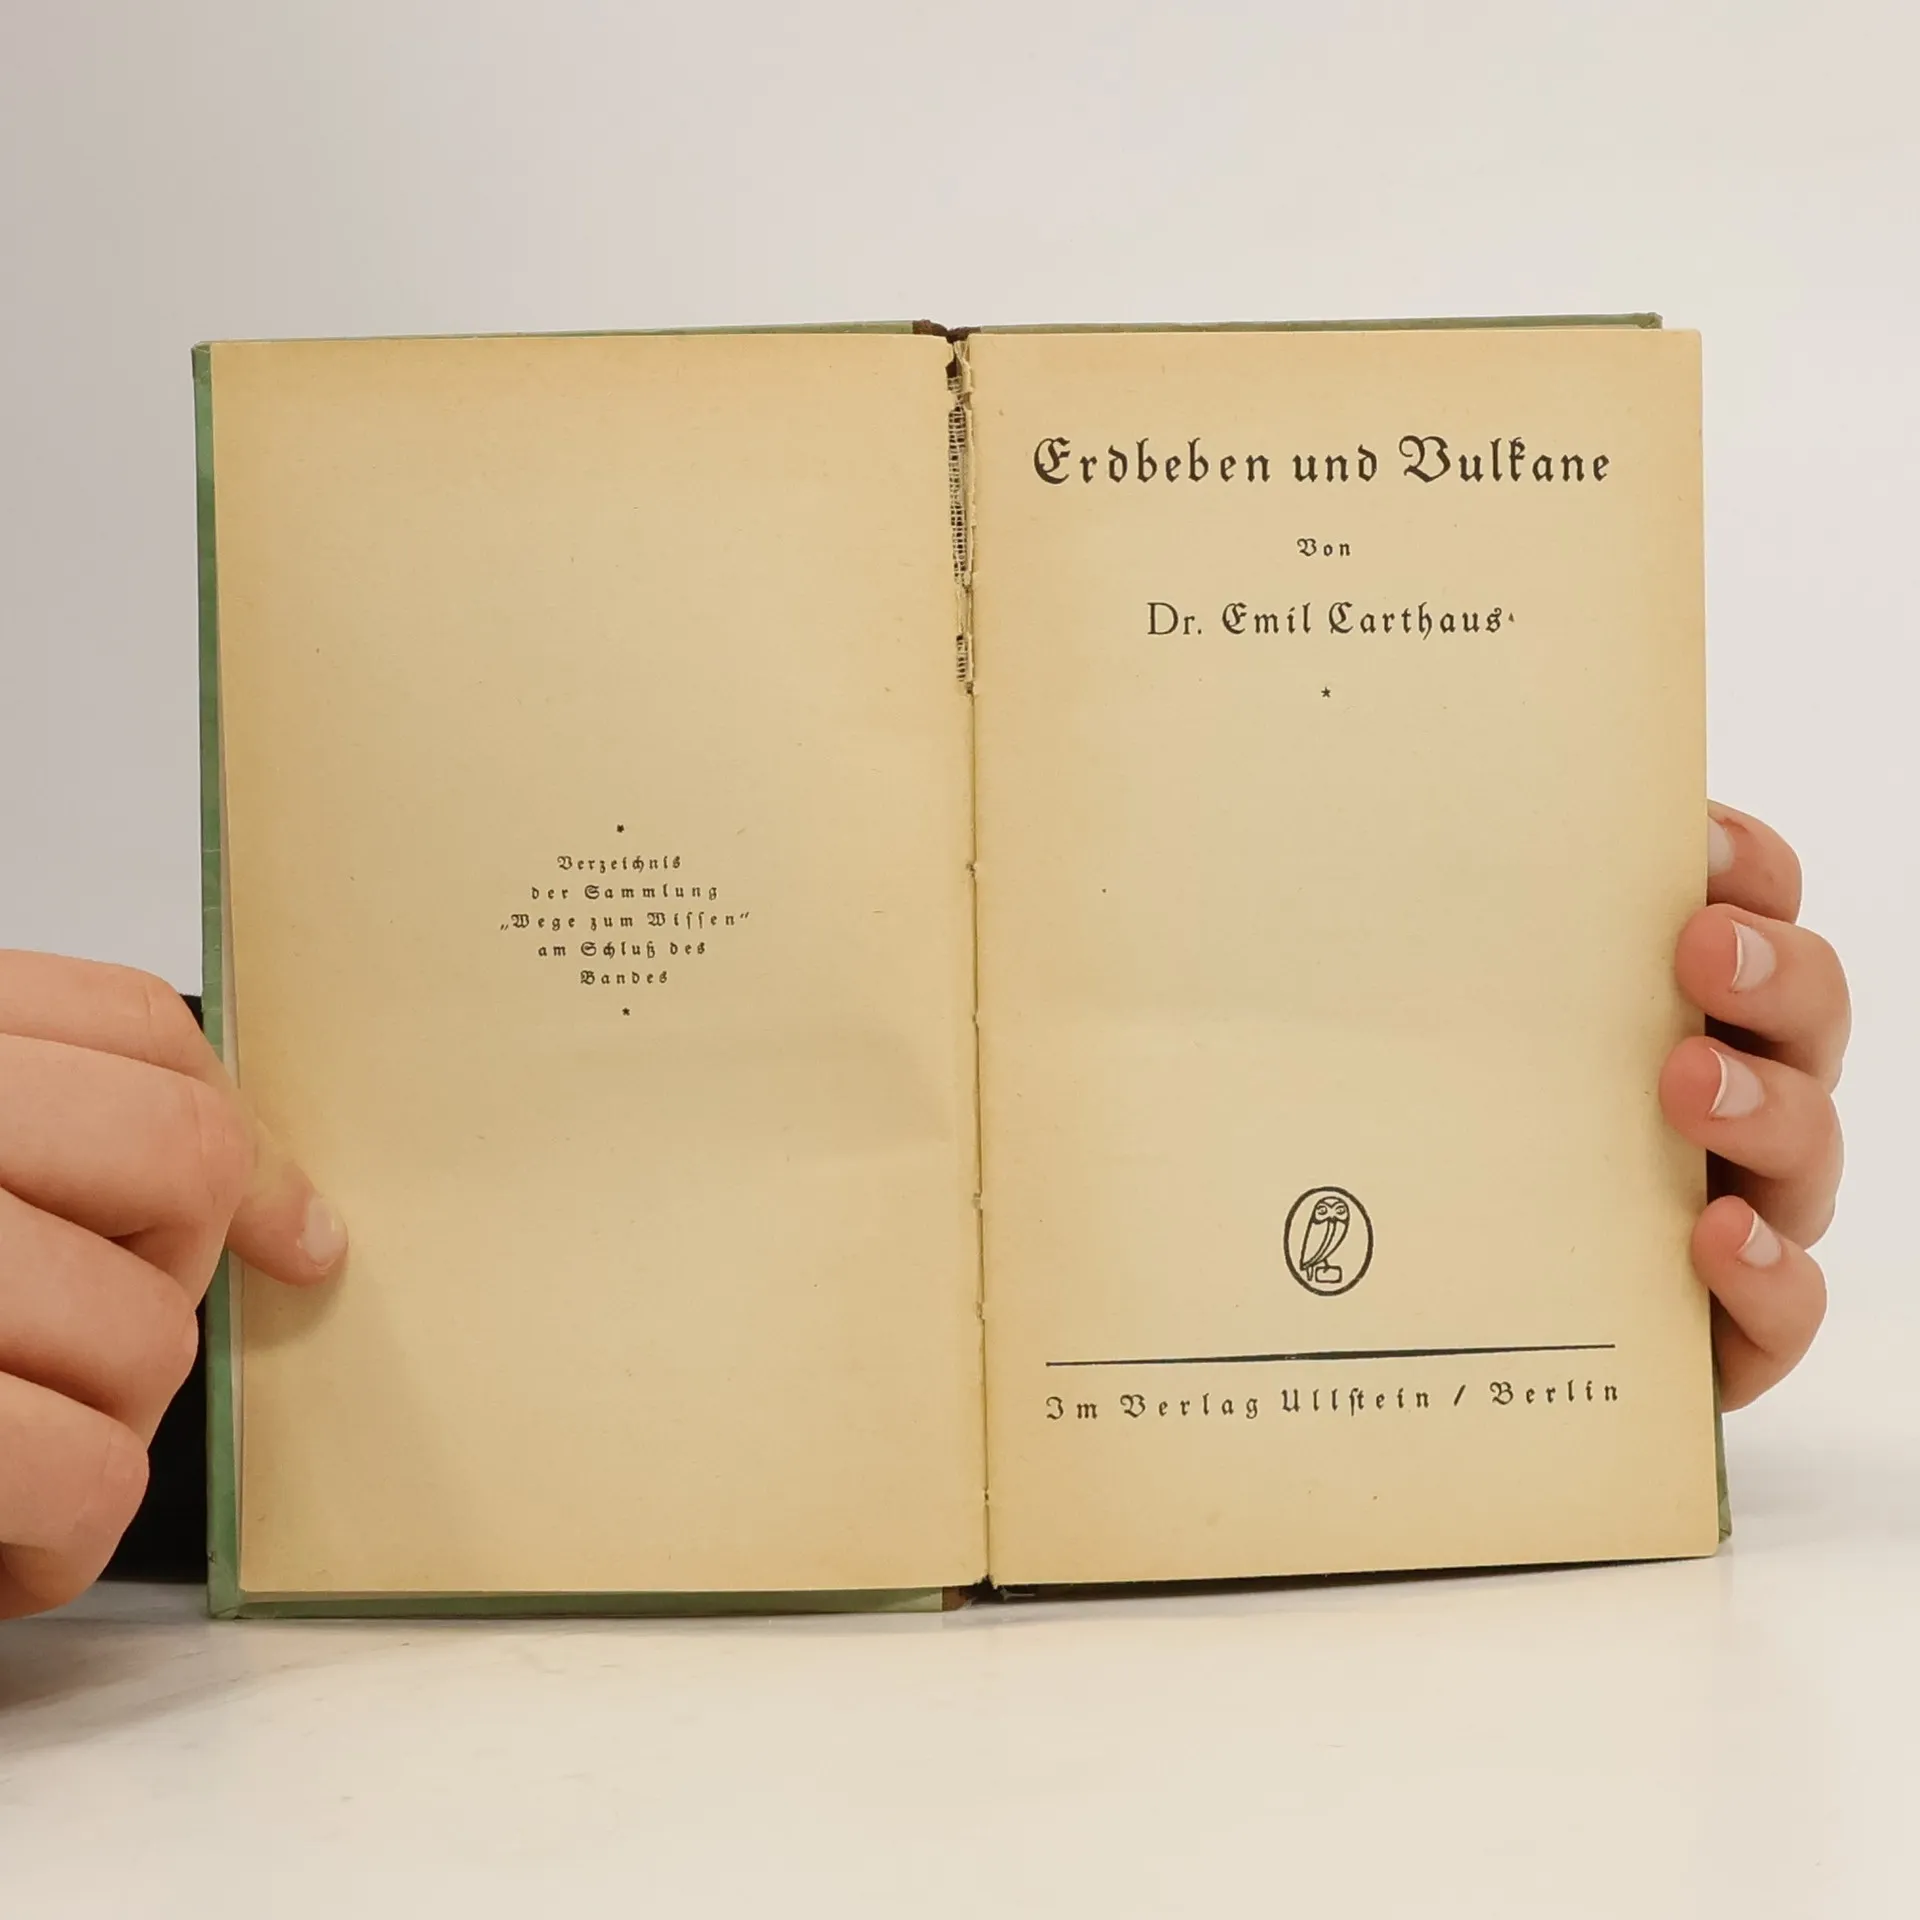 *
Verzeichnis
der Sammlung
„Wege zum Wissen“
am Schluß des
Bandes
*
Erdbeben und Vulkane
Von
Dr. Emil Carthaus
*
Im Verlag Ullstein / Berlin